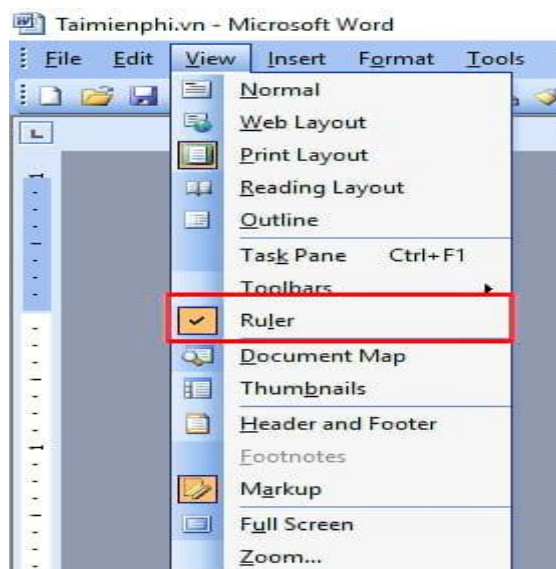 Taimienphi.vn - Microsoft Word
File Edit View Insert Format Tools
Normal
Web Layout
Print Layout
Reading Layout
Outline
Task Pane Ctrl+F1
Toolbars
Ruler
Document Map
Thumbnails
Header and Footer
Footnotes
Markup
Full Screen
Zoom...